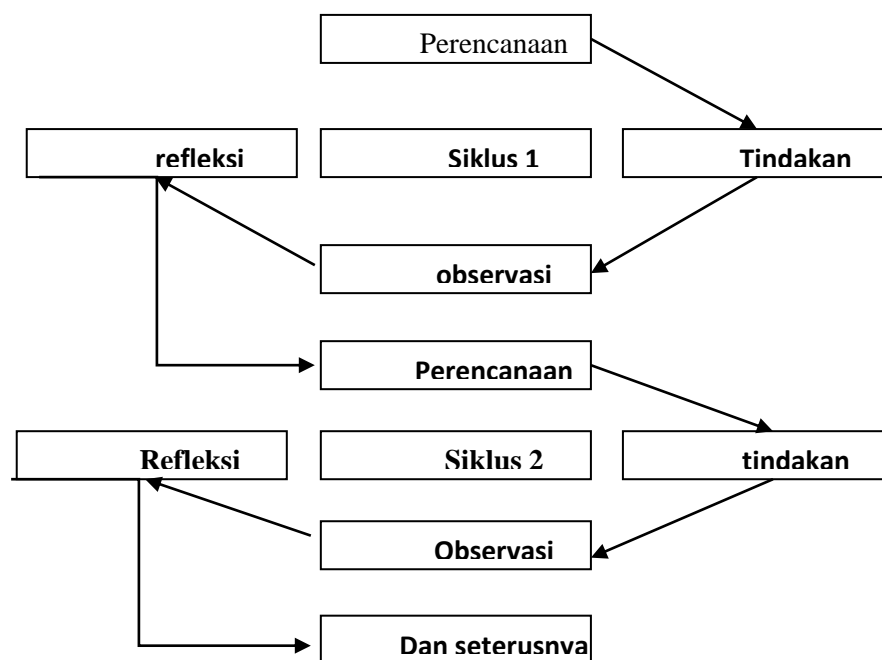 Perencanaan
refleksi
Siklus 1
Tindakan
observasi
Perencanaan
Refleksi
Siklus 2
tindakan
Observasi
Dan seterusnya